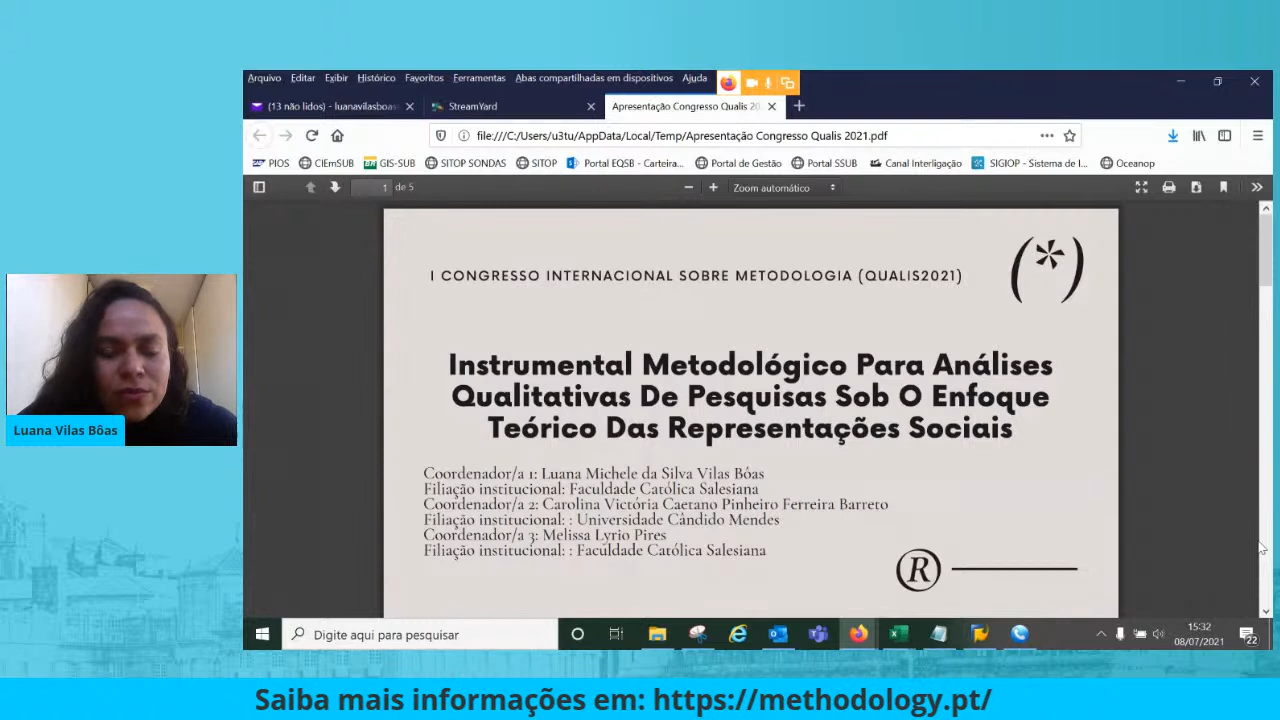 Arquivo Editar Exibir Histórico Favoritos Ferramentas Abas compartilhadas em dispositivos Ajuda
(13 não lidos) - luanavilasboas
StreamYard
Apresentação Congresso Qualis 20
file:///C:/Users/u3tu/AppData/Local/Temp/Apresentação Congresso Qualis 2021.pdf
PIOS CIEmSUB GIS-SUB SITOP SONDAS SITOP Portal EQSB - Carteira... Portal de Gestão Portal SSUB Canal Interligação SIGIOP - Sistema de I... Oceanop
1 de 5
Zoom automático
I CONGRESSO INTERNACIONAL SOBRE METODOLOGIA (QUALIS2021)
(*)
Instrumental Metodológico Para Análises
Qualitativas De Pesquisas Sob O Enfoque
Teórico Das Representações Sociais
Coordenador/a 1: Luana Michele da Silva Vilas Bôas
Filiação institucional: Faculdade Católica Salesiana
Coordenador/a 2: Carolina Victória Caetano Pinheiro Ferreira Barreto
Filiação institucional: : Universidade Cândido Mendes
Coordenador/a 3: Melissa Lyrio Pires
Filiação institucional: : Faculdade Católica Salesiana
R
Luana Vilas Bôas
Digite aqui para pesquisar
15:32
08/07/2021
22
Saiba mais informações em: https://methodology.pt/